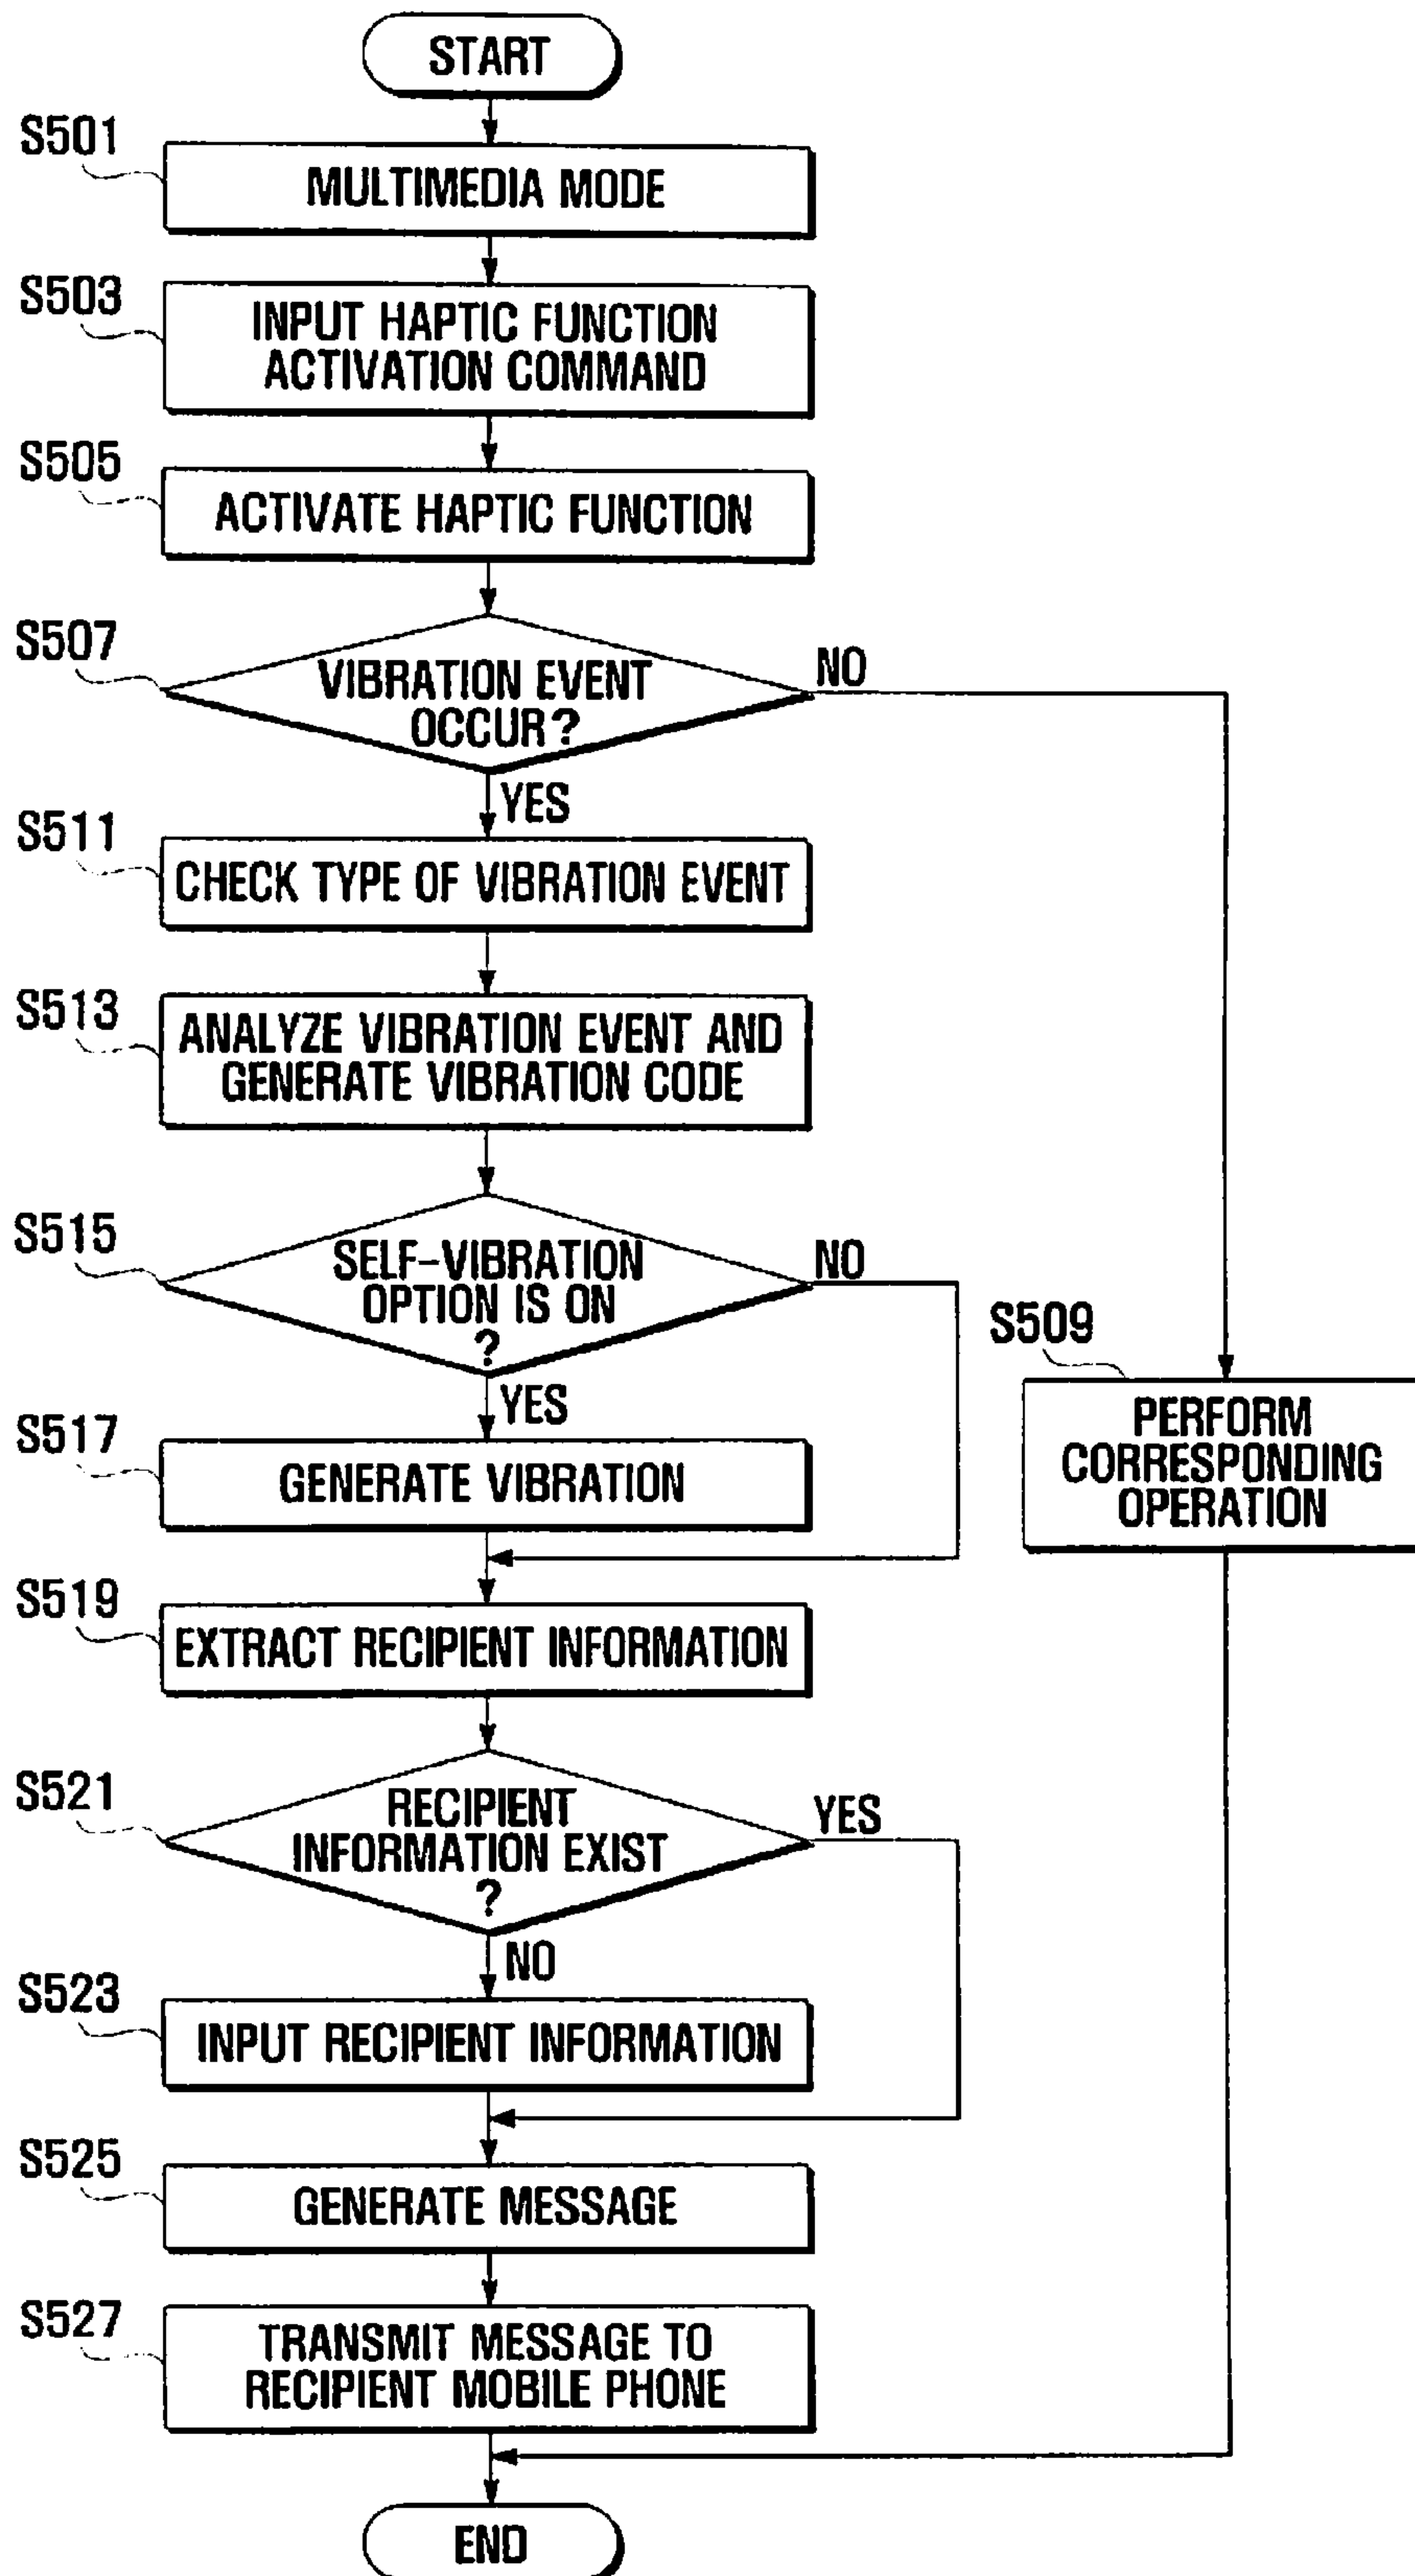 START
S501
MULTIMEDIA MODE
S503
INPUT HAPTIC FUNCTION
ACTIVATION COMMAND
S505
ACTIVATE HAPTIC FUNCTION
S507
VIBRATION EVENT
OCCUR?
NO
YES
S511
CHECK TYPE OF VIBRATION EVENT
S513
ANALYZE VIBRATION EVENT AND
GENERATE VIBRATION CODE
S515
SELF-VIBRATION
OPTION IS ON
?
NO
YES
S509
PERFORM
CORRESPONDING
OPERATION
S517
GENERATE VIBRATION
S519
EXTRACT RECIPIENT INFORMATION
S521
RECIPIENT
INFORMATION EXIST
?
YES
NO
S523
INPUT RECIPIENT INFORMATION
S525
GENERATE MESSAGE
S527
TRANSMIT MESSAGE TO
RECIPIENT MOBILE PHONE
END